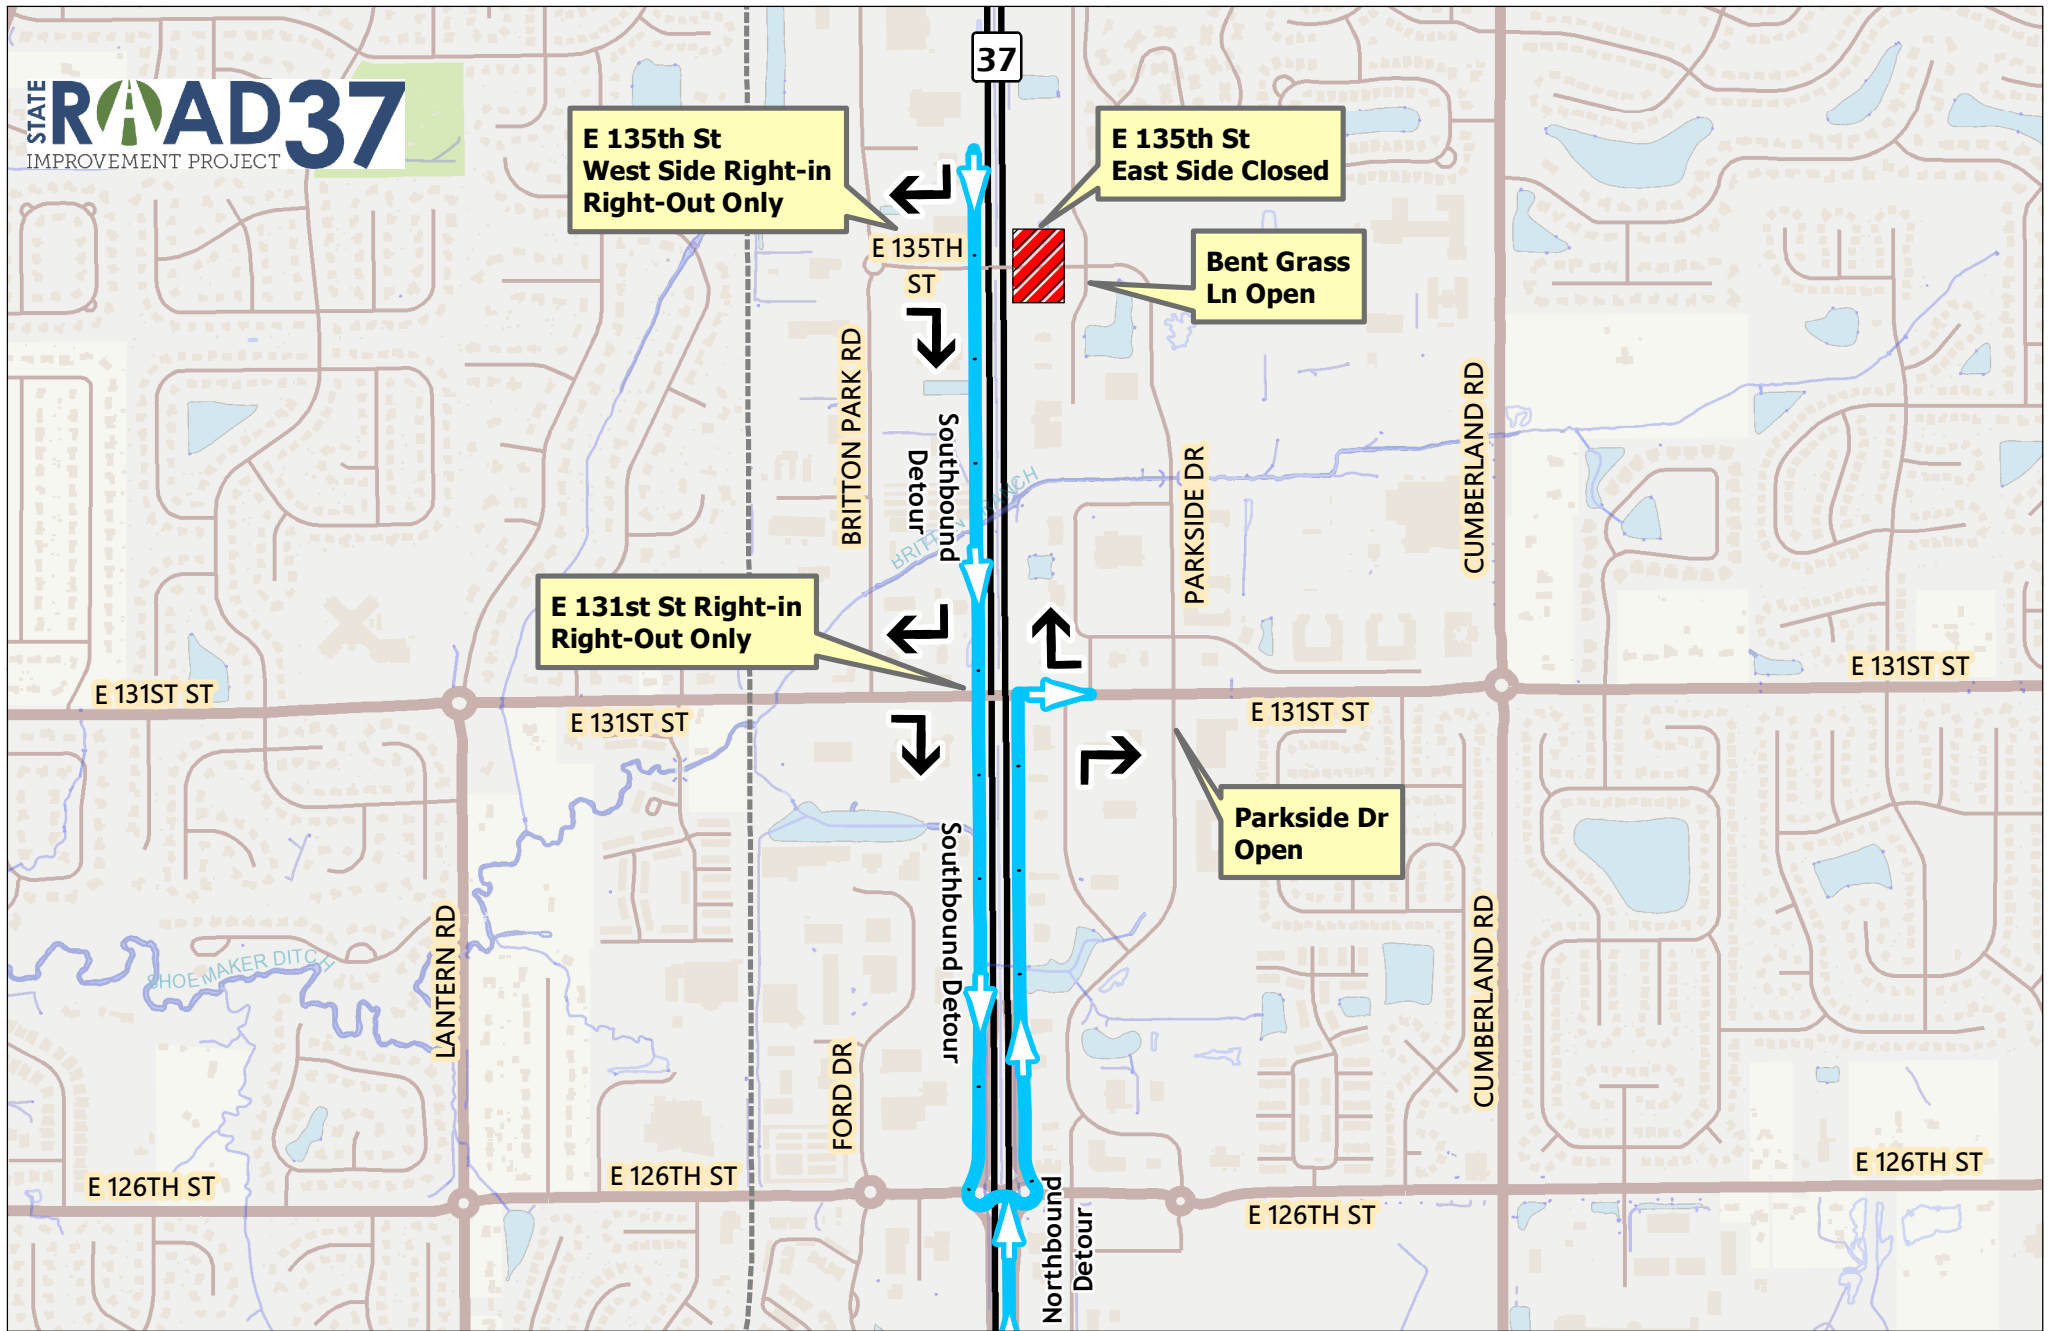 37
STATE
ROAD 37
IMPROVEMENT PROJECT
E 135th St
West Side Right-in
Right-Out Only
E 135th St
East Side Closed
E 135TH
ST
Bent Grass
Ln Open
BRITTON PARK RD
Southbound
Detour
PARKSIDE DR
CUMBERLAND RD
E 131st St Right-in
Right-Out Only
E 131ST ST
E 131ST ST
E 131ST ST
E 131ST ST
Parkside Dr
Open
Southbound Detour
LANTERN RD
SHOEMAKER DITCH
CUMBERLAND RD
FORD DR
E 126TH ST
E 126TH ST
E 126TH ST
E 126TH ST
Northbound
Detour